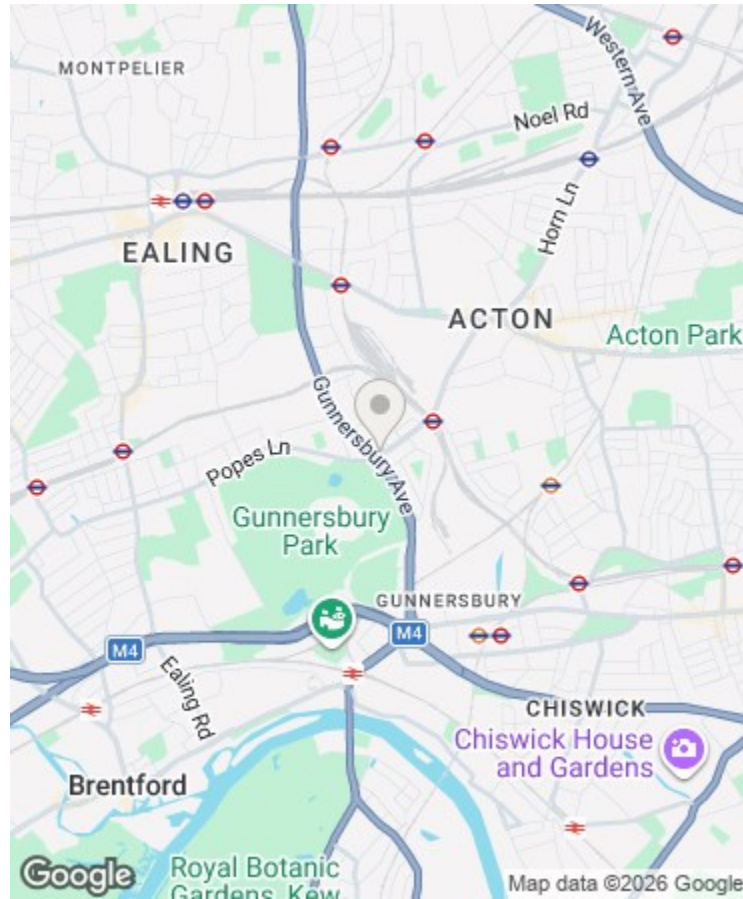 MONTPELIER
Western Ave
Noel Rd
Horn Ln
EALING
ACTON
Acton Park
Gunnersbury Ave
Popes Ln
Gunnersbury
Park
GUNNERSBURY
M4
M4
Ealing Rd
CHISWICK
Chiswick House
and Gardens
Brentford
Royal Botanic
Gardens, Kew
Google
Map data ©2026 Google